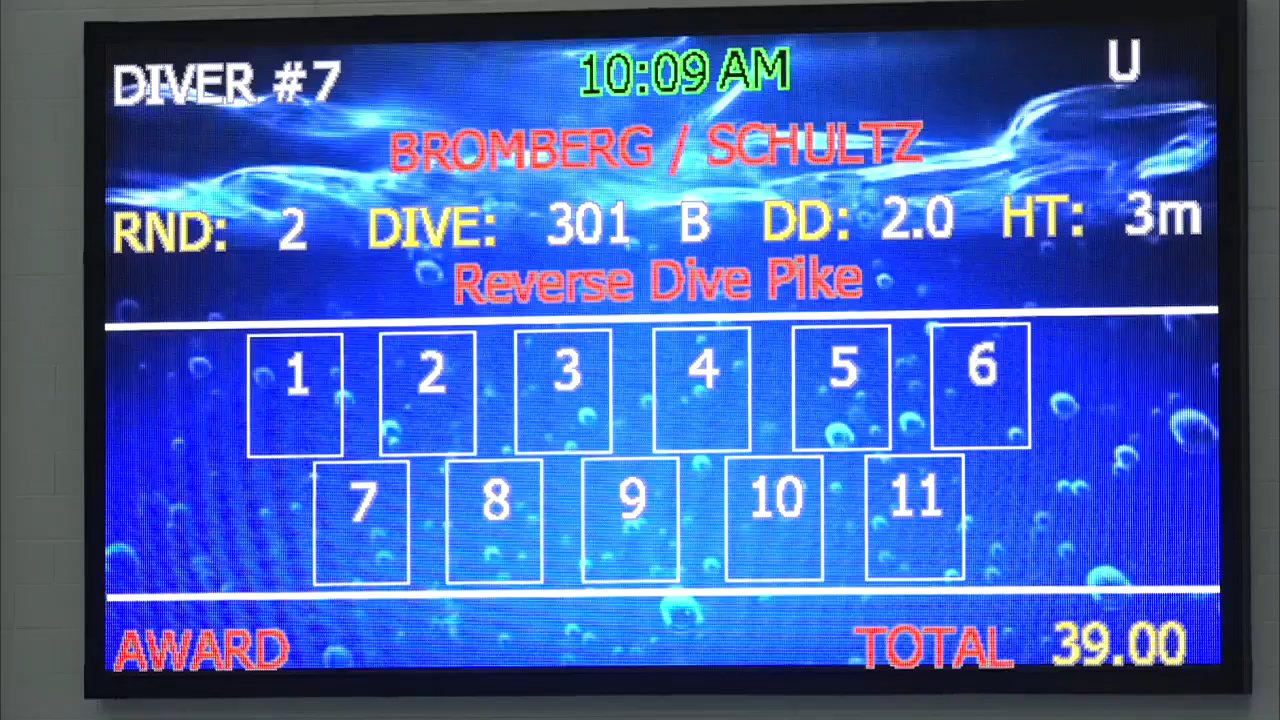 DIVER #7 10:09 AM U
BROMBERG / SCHULTZ
RND: 2 DIVE: 301 B DD: 2.0 HT: 3m
Reverse Dive Pike
1 2 3 4 5 6
7 8 9 10 11
AWARD TOTAL 39.00